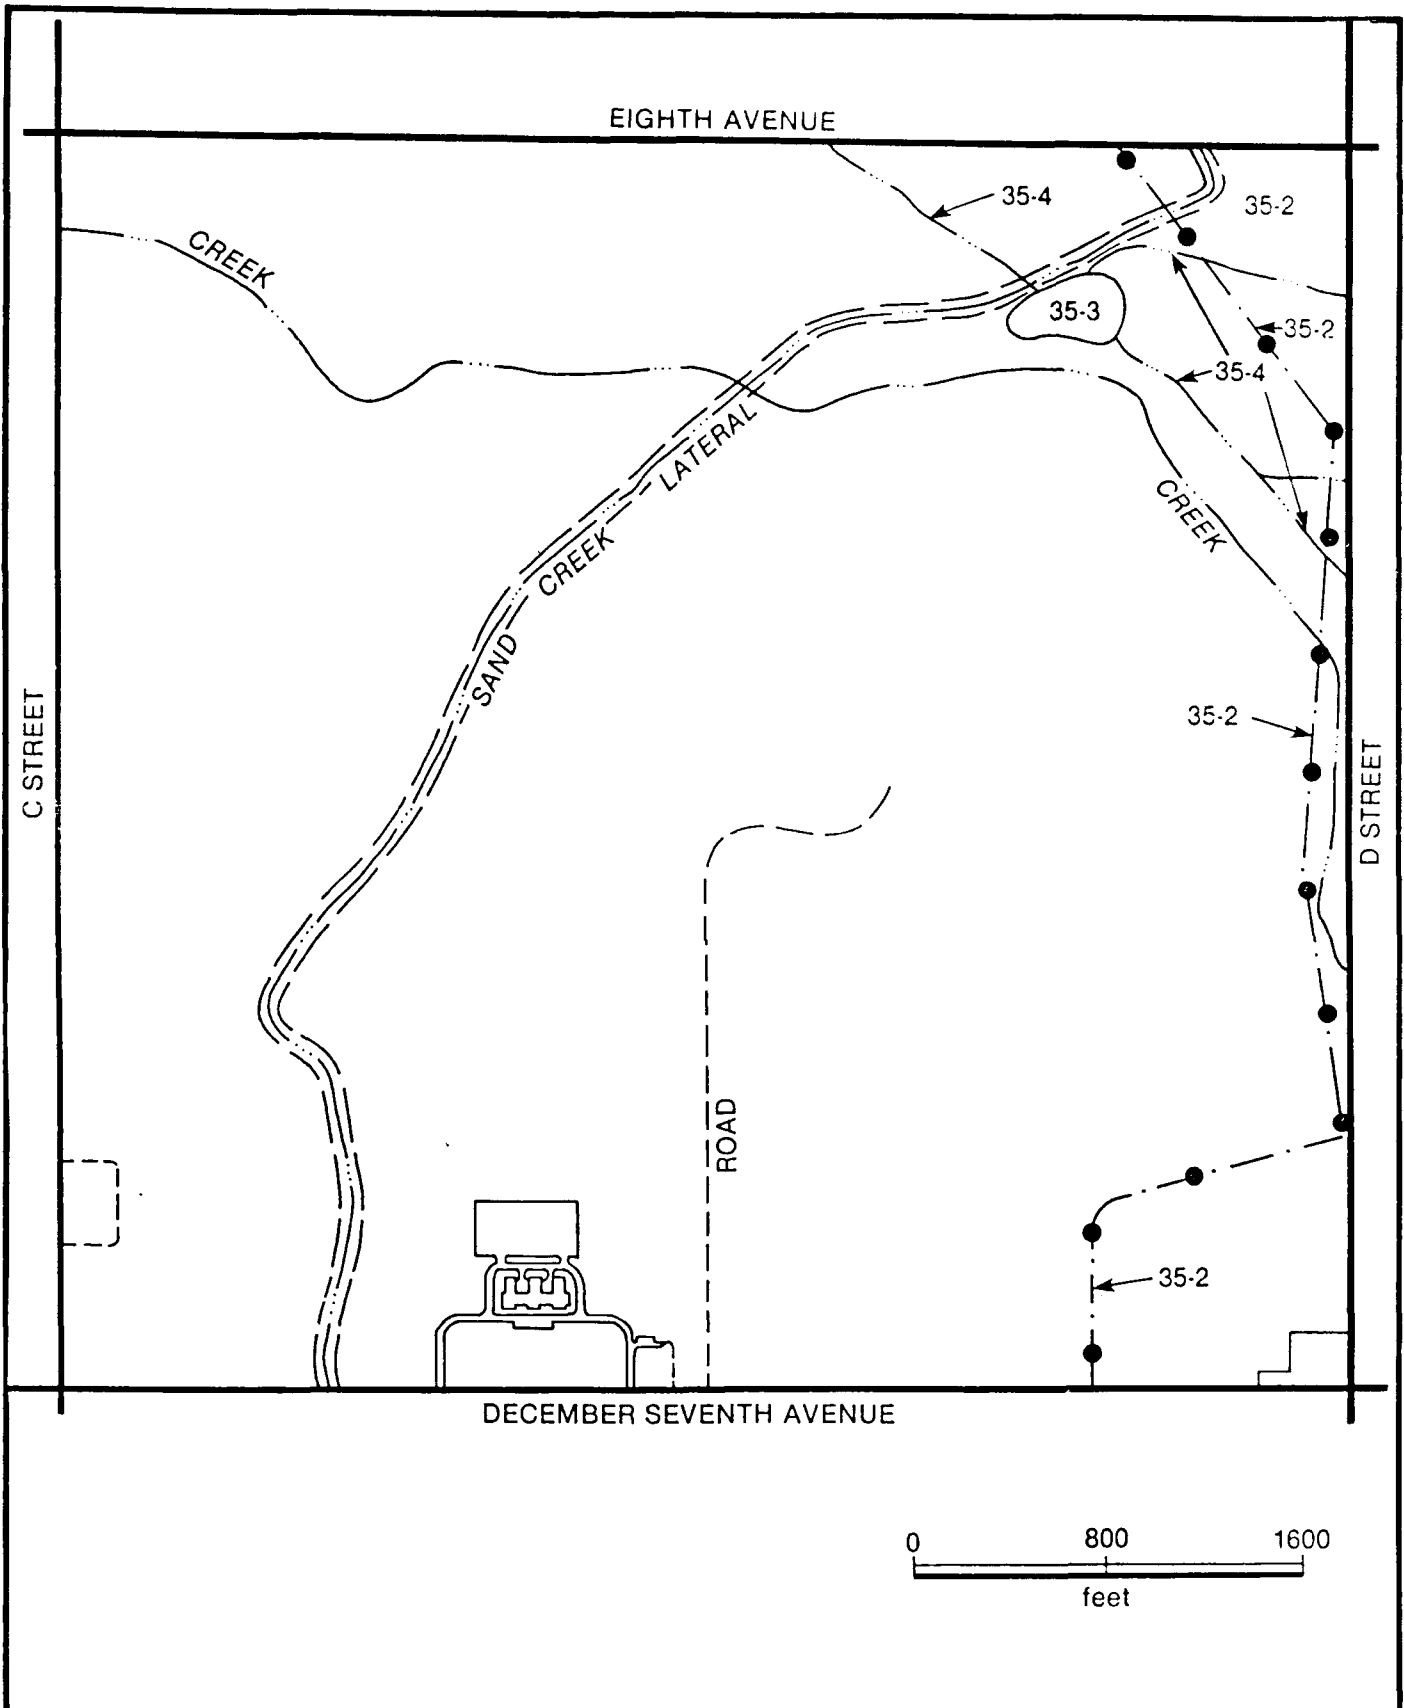 EIGHTH AVENUE
35-4
35-2
CREEK
35-3
35-2
35-4
LATERAL
CREEK
CREEK
SAND
35-2
C STREET
D STREET
ROAD
35-2
DECEMBER SEVENTH AVENUE
0 800 1600
feet